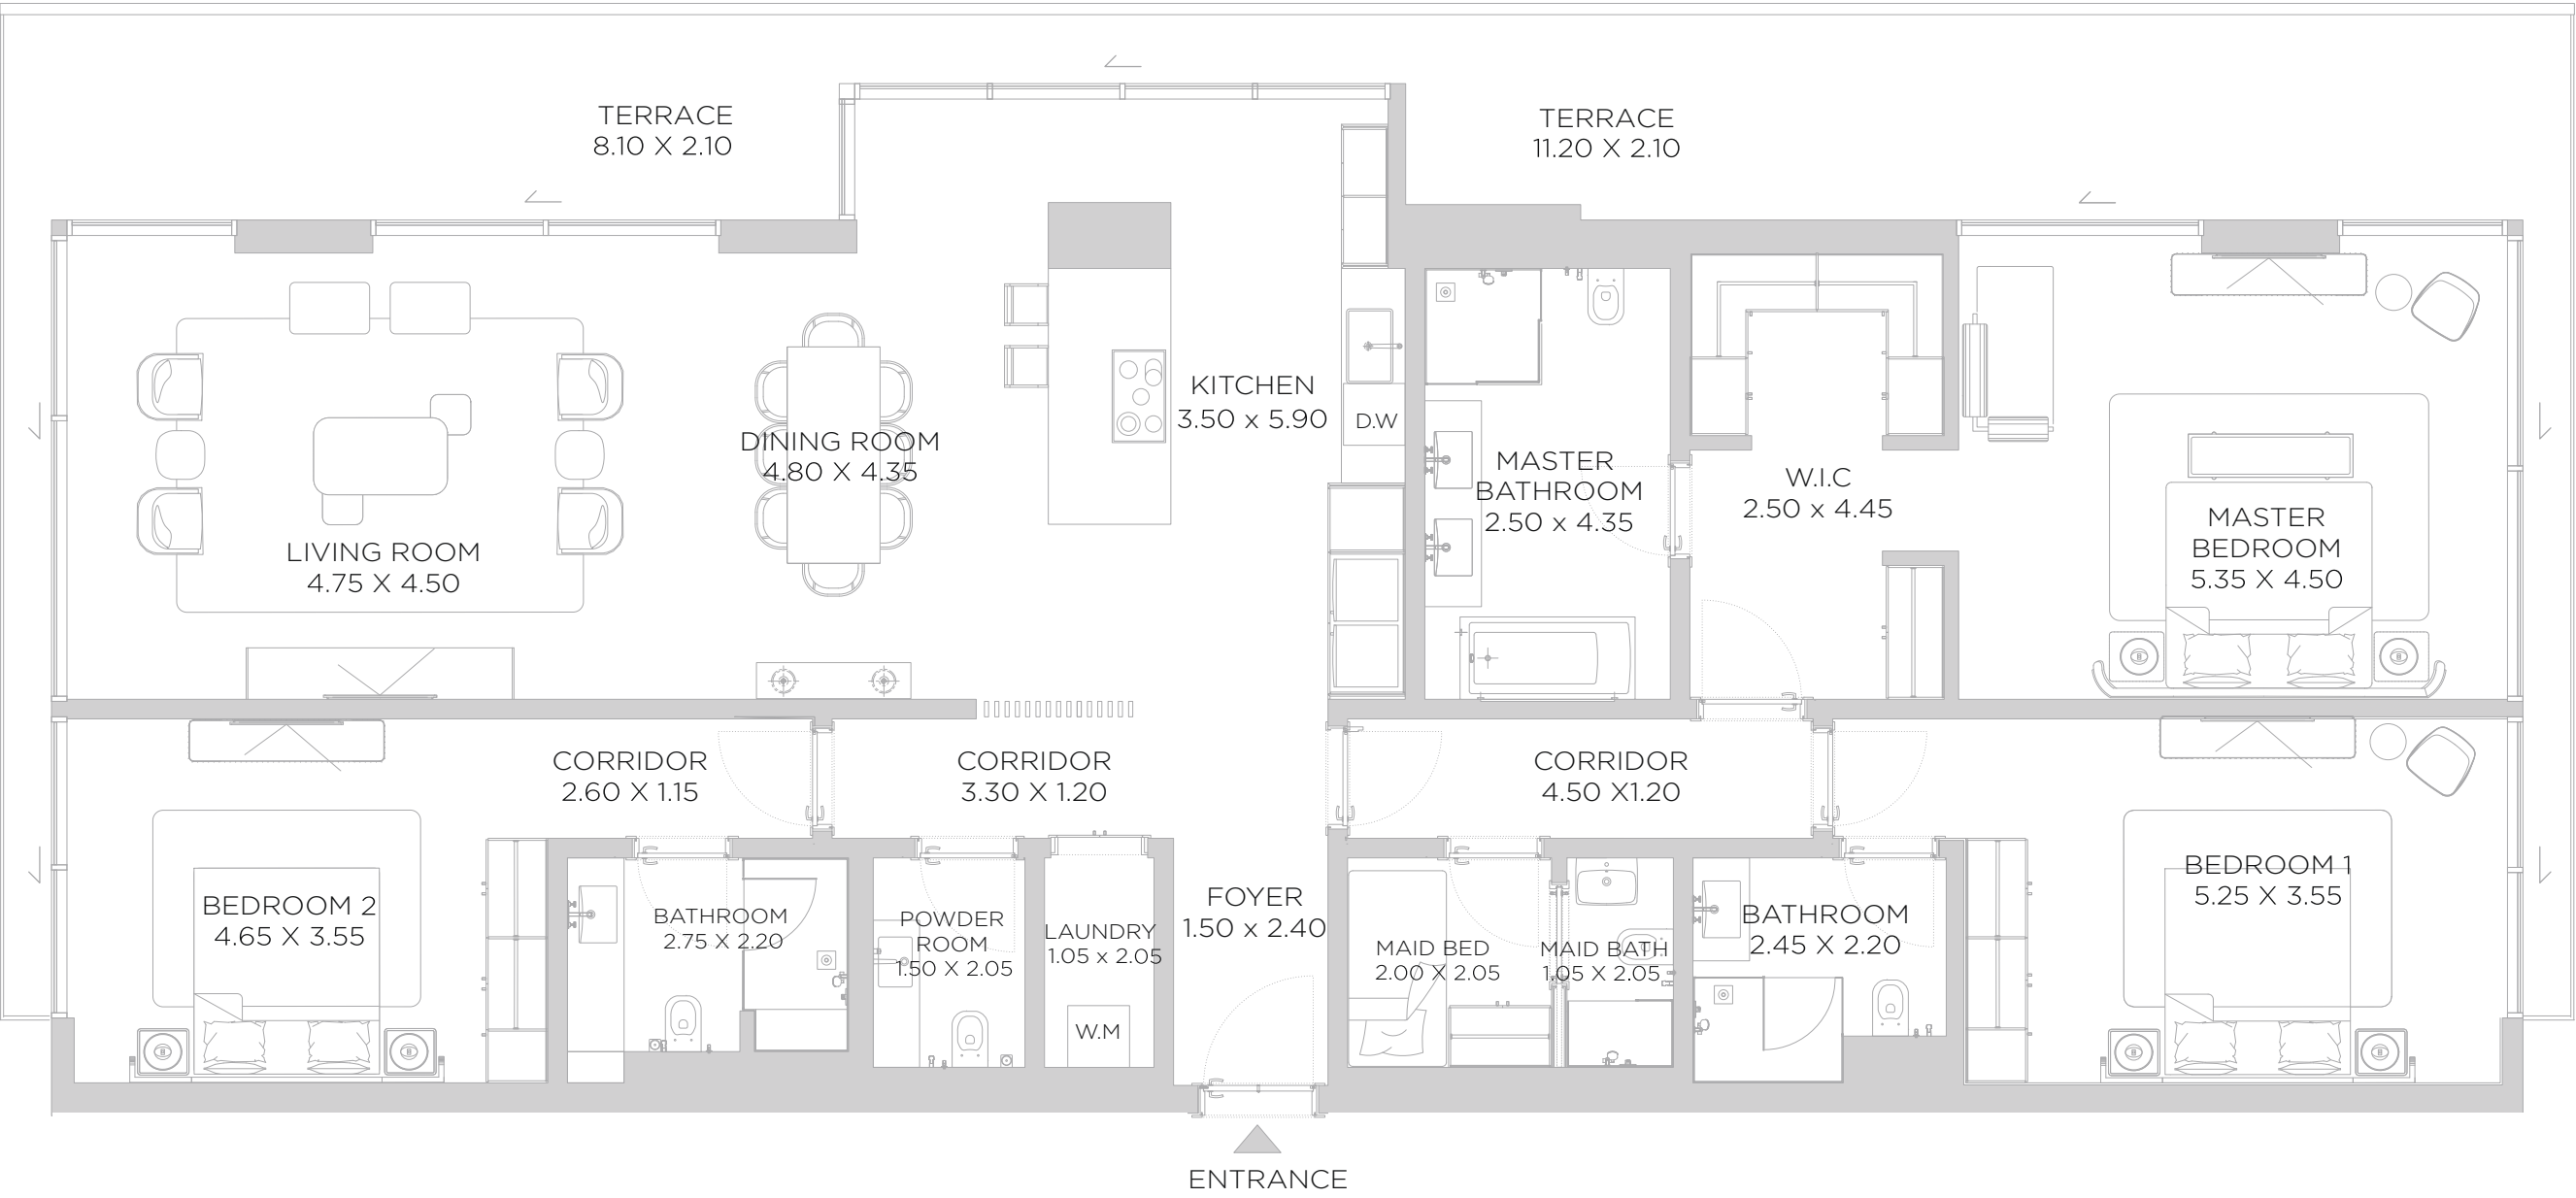 TERRACE
8.10 X 2.10
TERRACE
11.20 X 2.10
KITCHEN
3.50 x 5.90
D.W
DINING ROOM
4.80 X 4.35
LIVING ROOM
4.75 X 4.50
MASTER
BATHROOM
2.50 x 4.35
W.I.C
2.50 x 4.45
MASTER
BEDROOM
5.35 X 4.50
CORRIDOR
2.60 X 1.15
CORRIDOR
3.30 X 1.20
CORRIDOR
4.50 X1.20
BEDROOM 2
4.65 X 3.55
BATHROOM
2.75 X 2.20
POWDER
ROOM
1.50 X 2.05
LAUNDRY
1.05 x 2.05
W.M
FOYER
1.50 x 2.40
MAID BED
2.00 X 2.05
MAID BATH
1.05 X 2.05
BATHROOM
2.45 X 2.20
BEDROOM 1
5.25 X 3.55
ENTRANCE